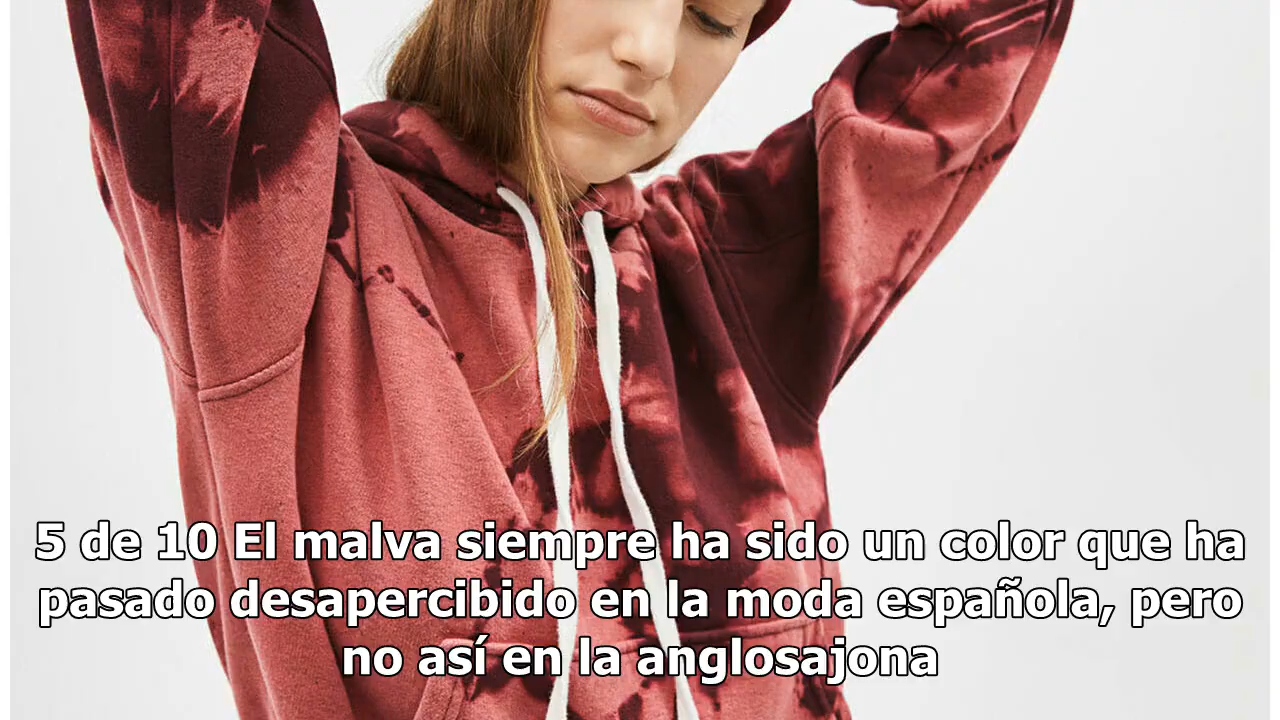 5 de 10 El malva siempre ha sido un color que ha
pasado desapercibido en la moda española, pero
no así en la anglosajona